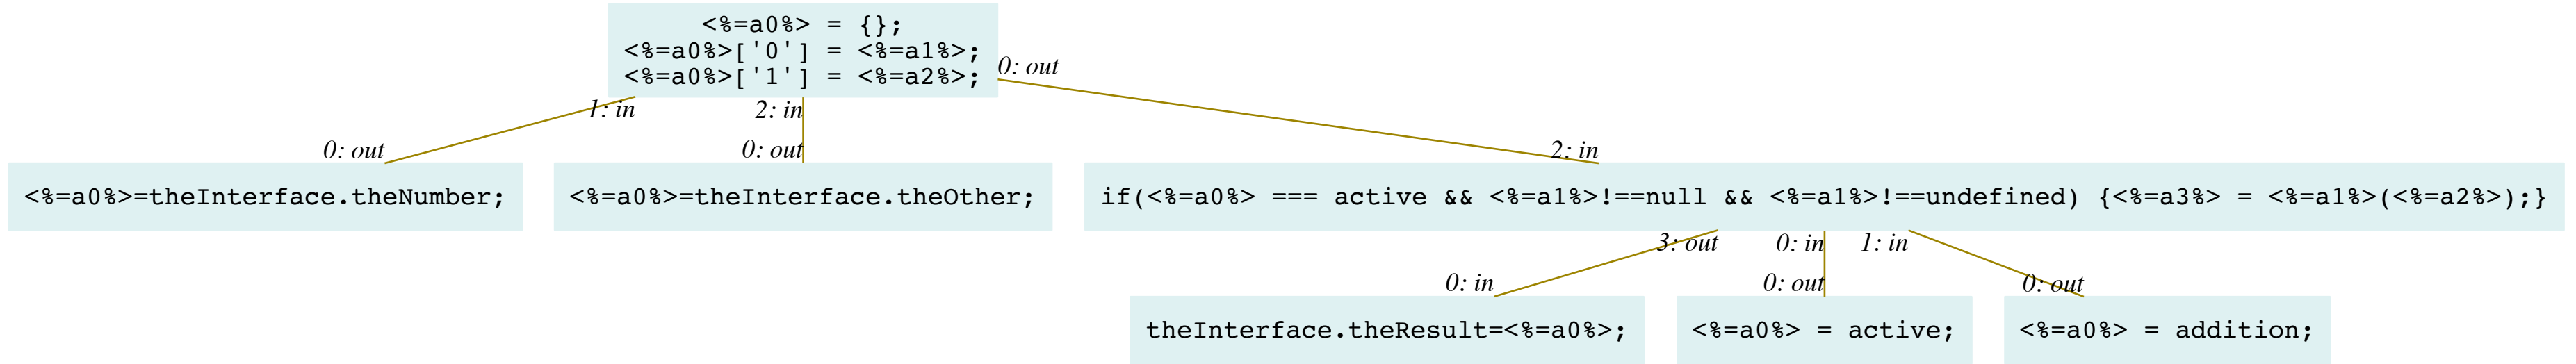 <%=a0%> = {};
<%=a0%>['0'] = <%=a1%>;
<%=a0%>['1'] = <%=a2%>;
0: out
1: in
2: in
0: out
0: out
2: in
<%=a0%>=theInterface.theNumber;
<%=a0%>=theInterface.theOther;
if(<%=a0%> === active && <%=a1%>!==null && <%=a1%>!==undefined) {<%=a3%> = <%=a1%>(<%=a2%>);}
3: out
0: in
1: in
0: in
0: out
0: out
theInterface.theResult=<%=a0%>;
<%=a0%> = active;
<%=a0%> = addition;